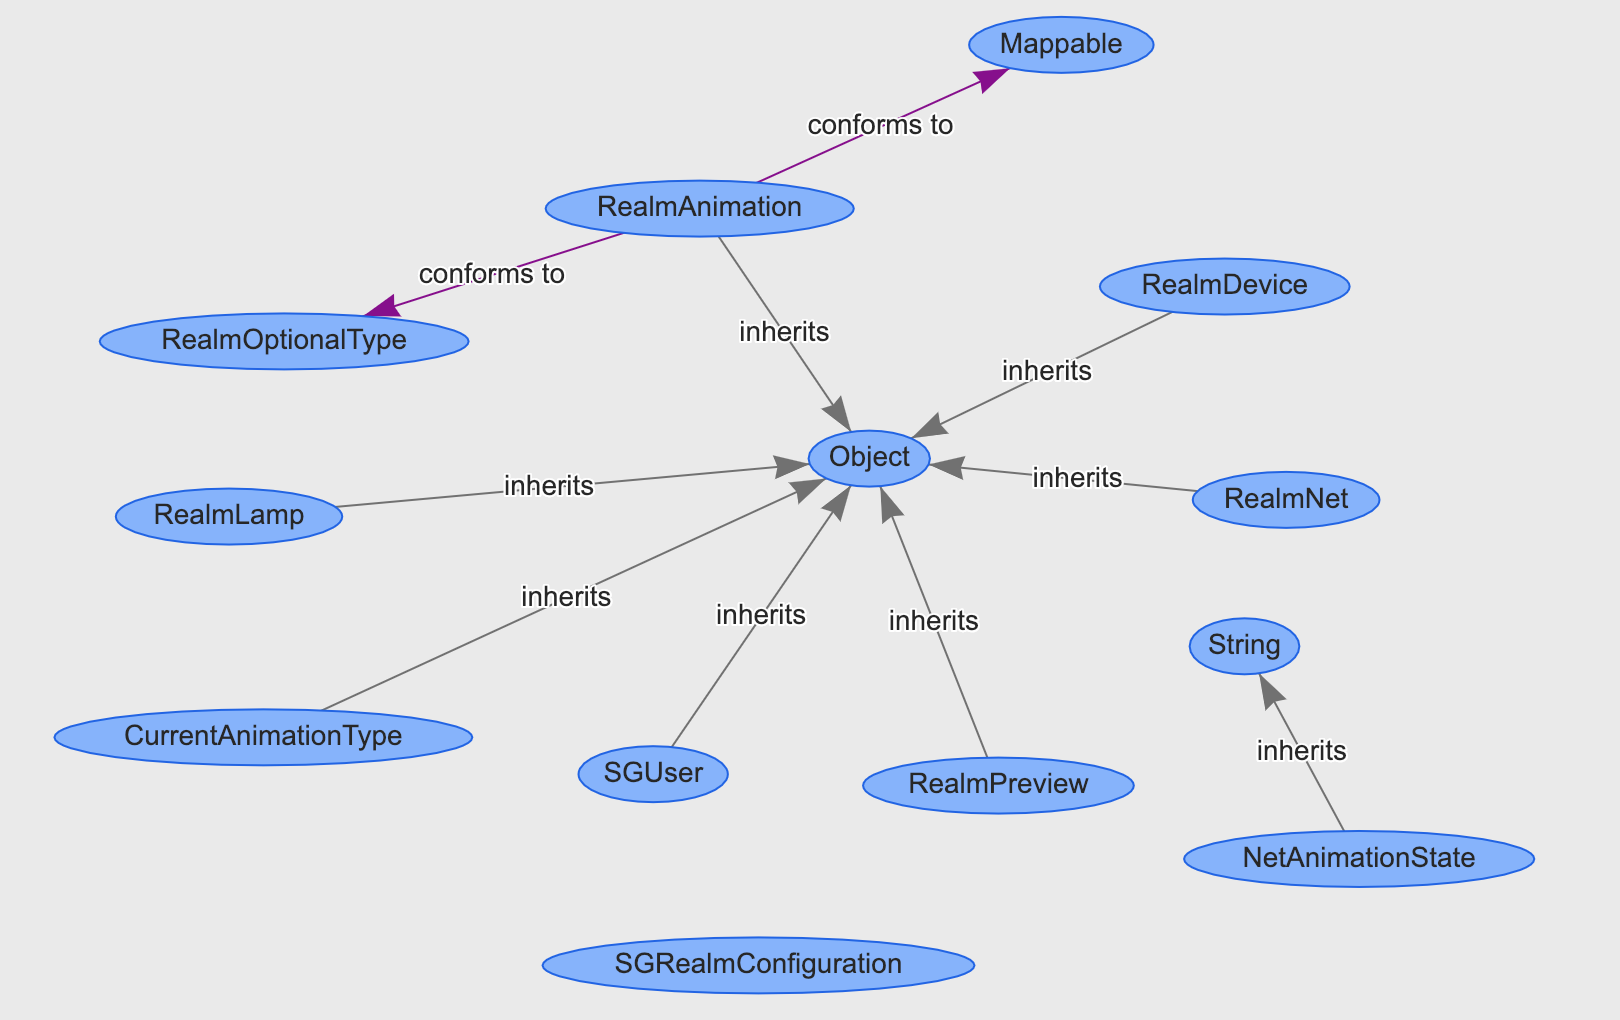 Mappable
conforms to
RealmAnimation
conforms to
RealmDevice
RealmOptionalType
inherits
inherits
Object
inherits
inherits
RealmNet
RealmLamp
inherits
inherits
inherits
String
CurrentAnimationType
inherits
SGUser
RealmPreview
NetAnimationState
SGRealmConfiguration